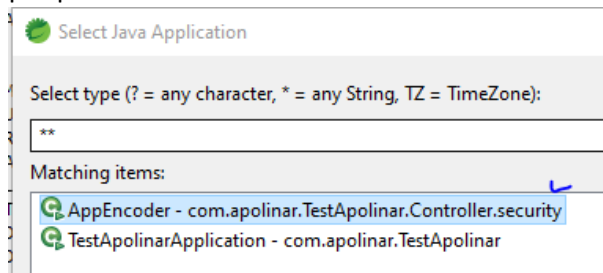 Select Java Application
Select type (? = any character, * = any String, TZ = TimeZone):
**
Matching items:
AppEncoder - com.apolinar.TestApolinar.Controller.security
TestApolinarApplication - com.apolinar.TestApolinar